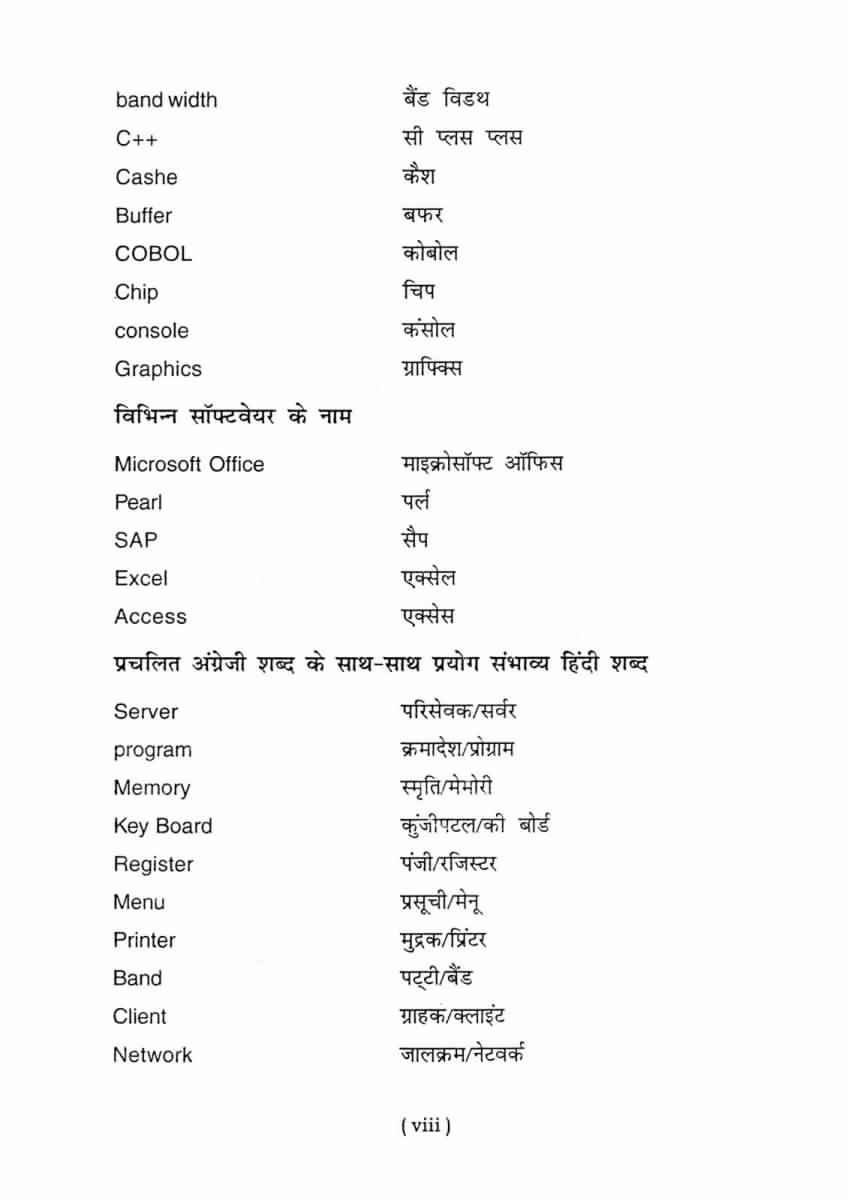 band width बैंड विडथ
C++ सी प्लस प्लस
Cashe कैश
Buffer बफर
COBOL कोबोल
Chip चिप
console कंसोल
Graphics ग्राफिक्स
विभिन्न सॉफ्टवेयर के नाम
Microsoft Office माइक्रोसॉफ्ट ऑफिस
Pearl पर्ल
SAP सैप
Excel एक्सेल
Access एक्सेस
प्रचलित अंग्रेजी शब्द के साथ-साथ प्रयोग संभाव्य हिंदी शब्द
Server परिसेवक/सर्वर
program क्रमादेश/प्रोग्राम
Memory स्मृति/मेमोरी
Key Board कुंजीपटल/की बोर्ड
Register पंजी/रजिस्टर
Menu प्रसूची/मेनू
Printer मुद्रक/प्रिंटर
Band पट्टी/बैंड
Client ग्राहक/क्लाइंट
Network जालक्रम/नेटवर्क
( viii )